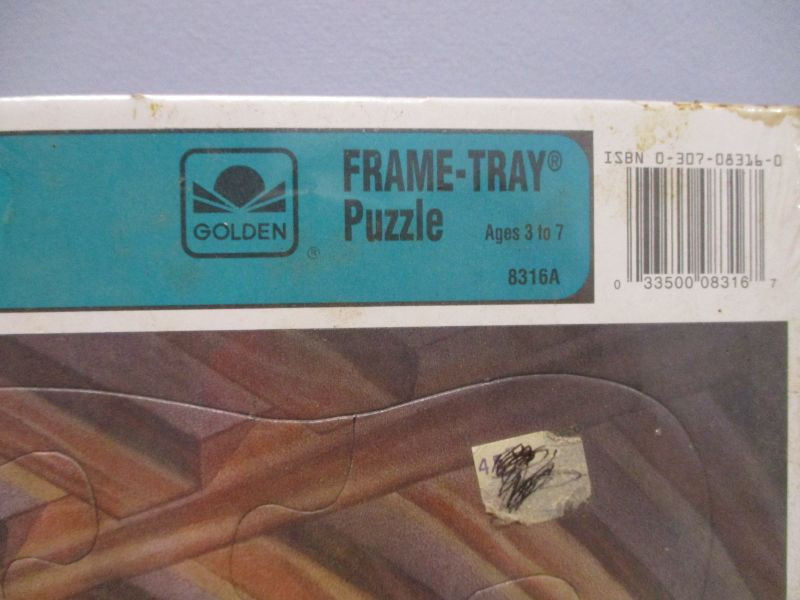 FRAME-TRAY®
Puzzle
Ages 3 to 7
8316A
GOLDEN ®
ISBN 0-307-08316-0
0 33500 08316 7